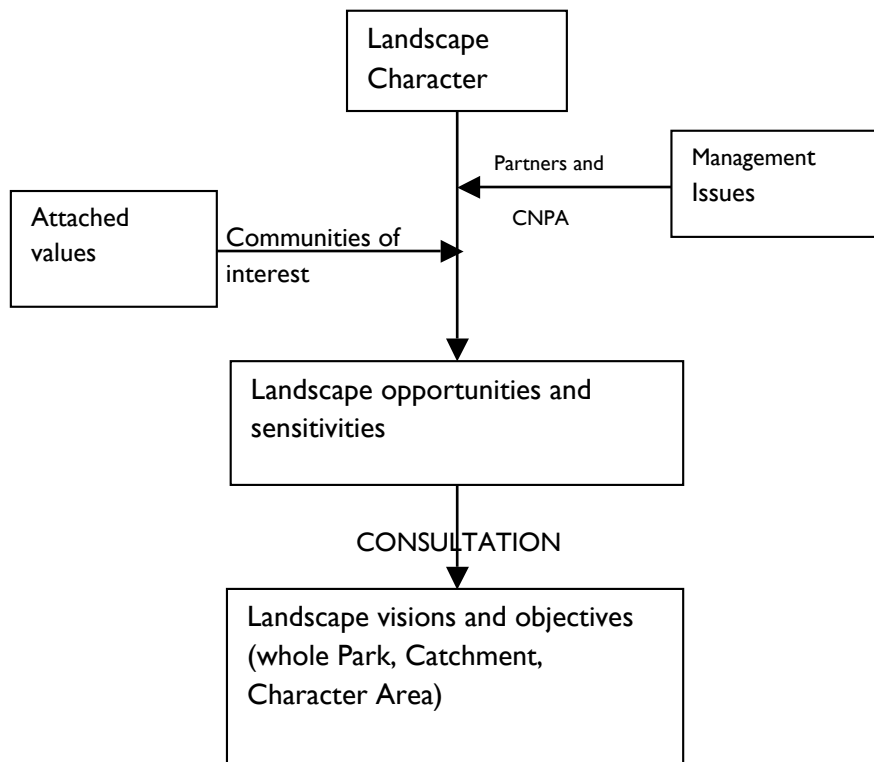 Landscape
Character
Partners and
CNPA
Management
Issues
Attached
values
Communities of
interest
Landscape opportunities and
sensitivities
CONSULTATION
Landscape visions and objectives
(whole Park, Catchment,
Character Area)